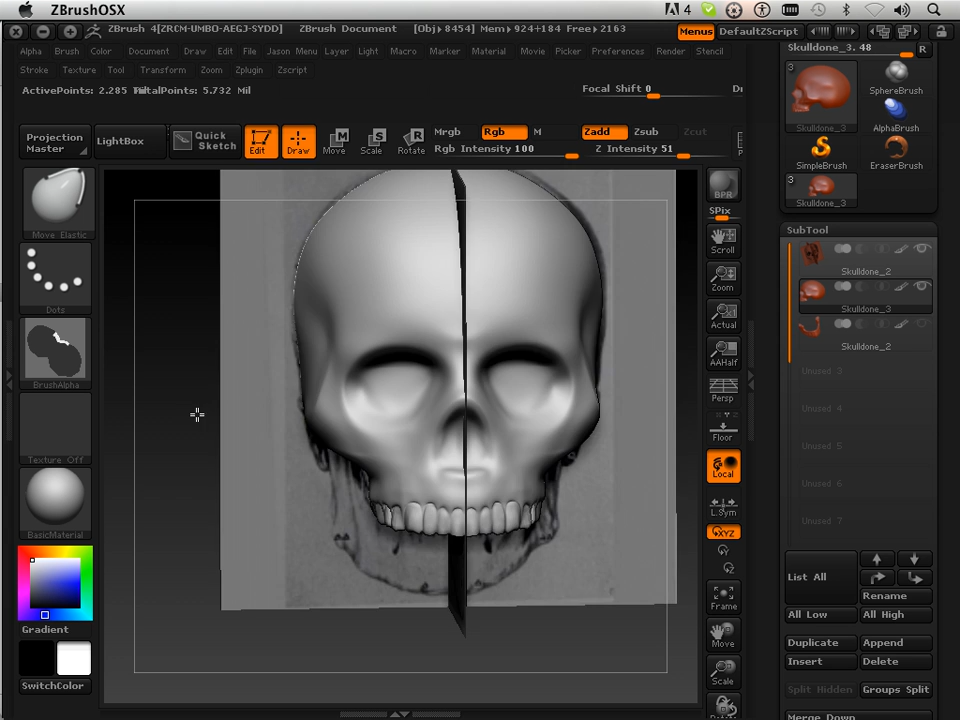 ZBrushOSX
4
ZBrush 4[ZRCM-UMBO-AEGJ-SYDD] ZBrush Document [Obj▸8454] Mem▸924+184 Free▸2163 Menus DefaultZScript
Alpha Brush Color Document Draw Edit File Jason Menu Layer Light Macro Marker Material Movie Picker Preferences Render Stencil
Stroke Texture Tool Transform Zoom Zplugin Zscript
ActivePoints: 2.285 TotalPoints: 5.732 Mil
Focal Shift 0
Projection Master
LightBox
Quick Sketch
Edit
Draw
Move
Scale
Rotate
Mrgb Rgb M
Rgb Intensity 100
Zadd Zsub Zcut
Z Intensity 51
Move Elastic
Dots
BrushAlpha
Texture Off
BasicMaterial
Gradient
SwitchColor
BPR
SPix
Scroll
Zoom
Actual
AAHalf
Persp
Floor
Local
L.Sym
XYZ
Y
Z
Frame
Move
Scale
Skulldone_3. 48 R
3
Skulldone_3
SphereBrush
AlphaBrush
SimpleBrush
EraserBrush
3
Skulldone_3
SubTool
Skulldone_2
Skulldone_3
Skulldone_2
Unused 3
Unused 4
Unused 5
Unused 6
Unused 7
List All
Rename
All Low All High
Duplicate Append
Insert Delete
Split Hidden Groups Split
Merge Down